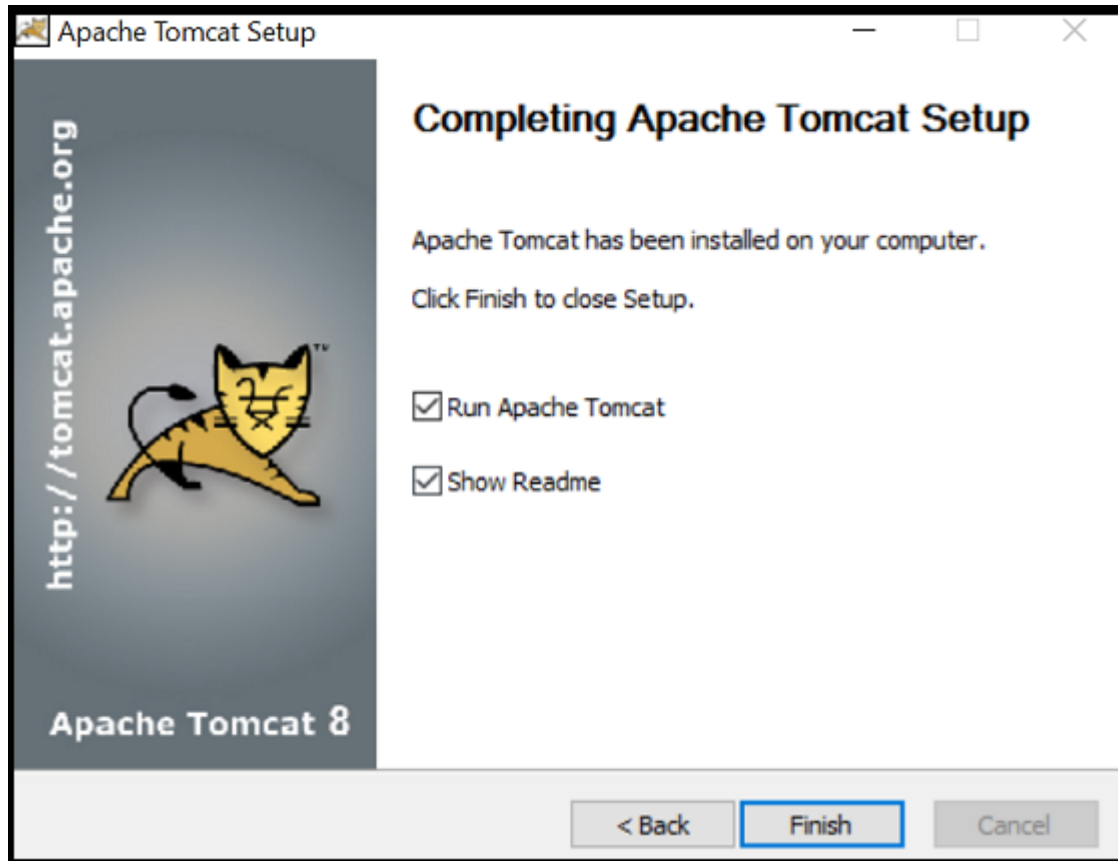 Apache Tomcat Setup
http://tomcat.apache.org
TM
Apache Tomcat 8
Completing Apache Tomcat Setup
Apache Tomcat has been installed on your computer.
Click Finish to close Setup.
Run Apache Tomcat
Show Readme
< Back
Finish
Cancel